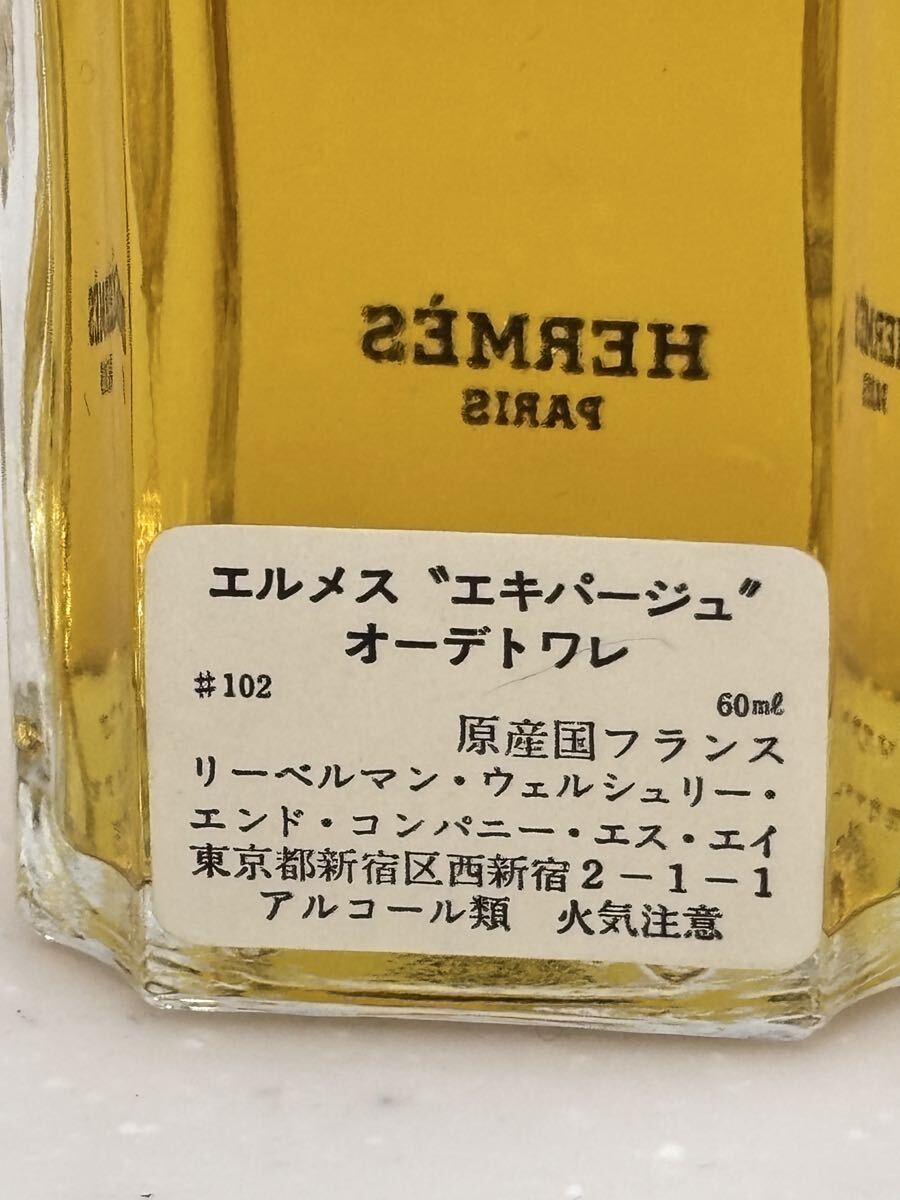 HERMÈS
PARIS
エルメス〝エキパージュ〟
オーデトワレ
♯102
60㎖
原産国フランス
リーベルマン・ウェルシュリー・
エンド・コンパニー・エス・エイ
東京都新宿区西新宿2-1-1
アルコール類　火気注意